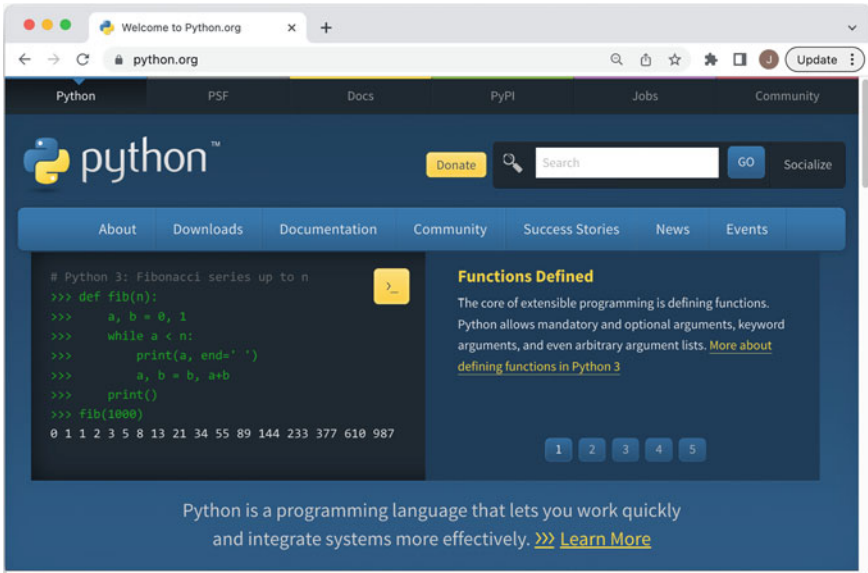 Welcome to Python.org
python.org
J
Update
Python PSF Docs PyPI Jobs Community
python™
Donate
Search
GO
Socialize
About Downloads Documentation Community Success Stories News Events
# Python 3: Fibonacci series up to n
>>> def fib(n):
>>>     a, b = 0, 1
>>>     while a < n:
>>>         print(a, end=' ')
>>>         a, b = b, a+b
>>>     print()
>>> fib(1000)
0 1 1 2 3 5 8 13 21 34 55 89 144 233 377 610 987
>_
Functions Defined
The core of extensible programming is defining functions.
Python allows mandatory and optional arguments, keyword
arguments, and even arbitrary argument lists. More about
defining functions in Python 3
1 2 3 4 5
Python is a programming language that lets you work quickly
and integrate systems more effectively. >>> Learn More